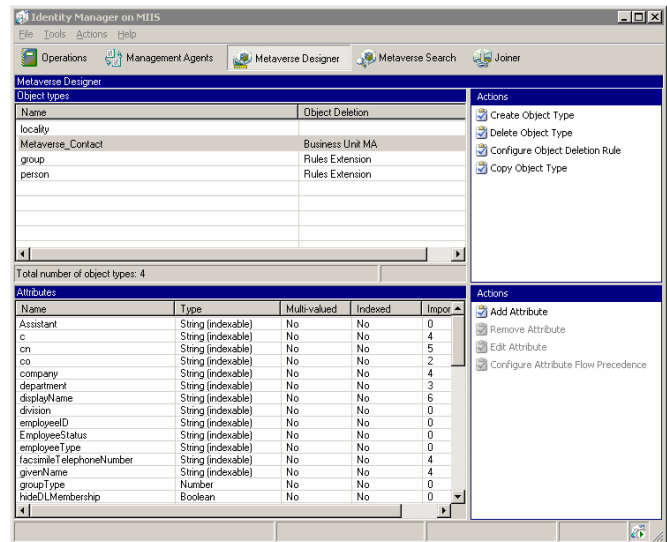 Identity Manager on MIIS
File Tools Actions Help
Operations Management Agents Metaverse Designer Metaverse Search Joiner
Metaverse Designer
Object types
Name Object Deletion
locality
Metaverse_Contact Business Unit MA
group Rules Extension
person Rules Extension
Total number of object types: 4
Actions
Create Object Type
Delete Object Type
Configure Object Deletion Rule
Copy Object Type
Attributes
Name Type Multi-valued Indexed Impor
Assistant String (indexable) No No 0
c String (indexable) No No 4
cn String (indexable) No No 5
co String (indexable) No No 2
company String (indexable) No No 4
department String (indexable) No No 3
displayName String (indexable) No No 6
division String (indexable) No No 0
employeeID String (indexable) No No 0
EmployeeStatus String (indexable) No No 0
employeeType String (indexable) No No 0
facsimileTelephoneNumber String (indexable) No No 4
givenName String (indexable) No No 4
groupType Number No No 0
hideDLMembership Boolean No No 0
Actions
Add Attribute
Remove Attribute
Edit Attribute
Configure Attribute Flow Precedence